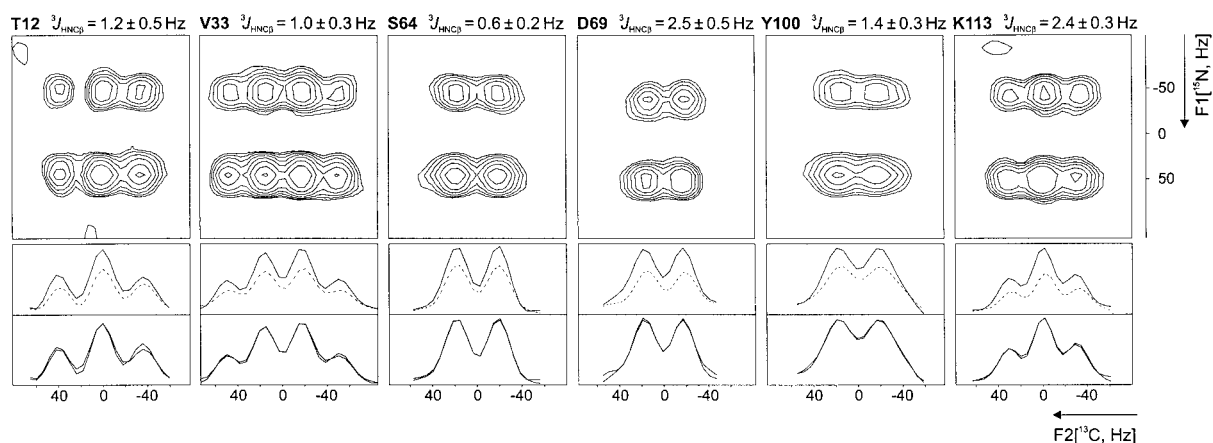 T12 ³J_HNCβ = 1.2 ± 0.5 Hz
V33 ³J_HNCβ = 1.0 ± 0.3 Hz
S64 ³J_HNCβ = 0.6 ± 0.2 Hz
D69 ³J_HNCβ = 2.5 ± 0.5 Hz
Y100 ³J_HNCβ = 1.4 ± 0.3 Hz
K113 ³J_HNCβ = 2.4 ± 0.3 Hz
-50
0
50
F1[¹⁵N, Hz]
40 0 -40
40 0 -40
40 0 -40
40 0 -40
40 0 -40
40 0 -40
F2[¹³C, Hz]